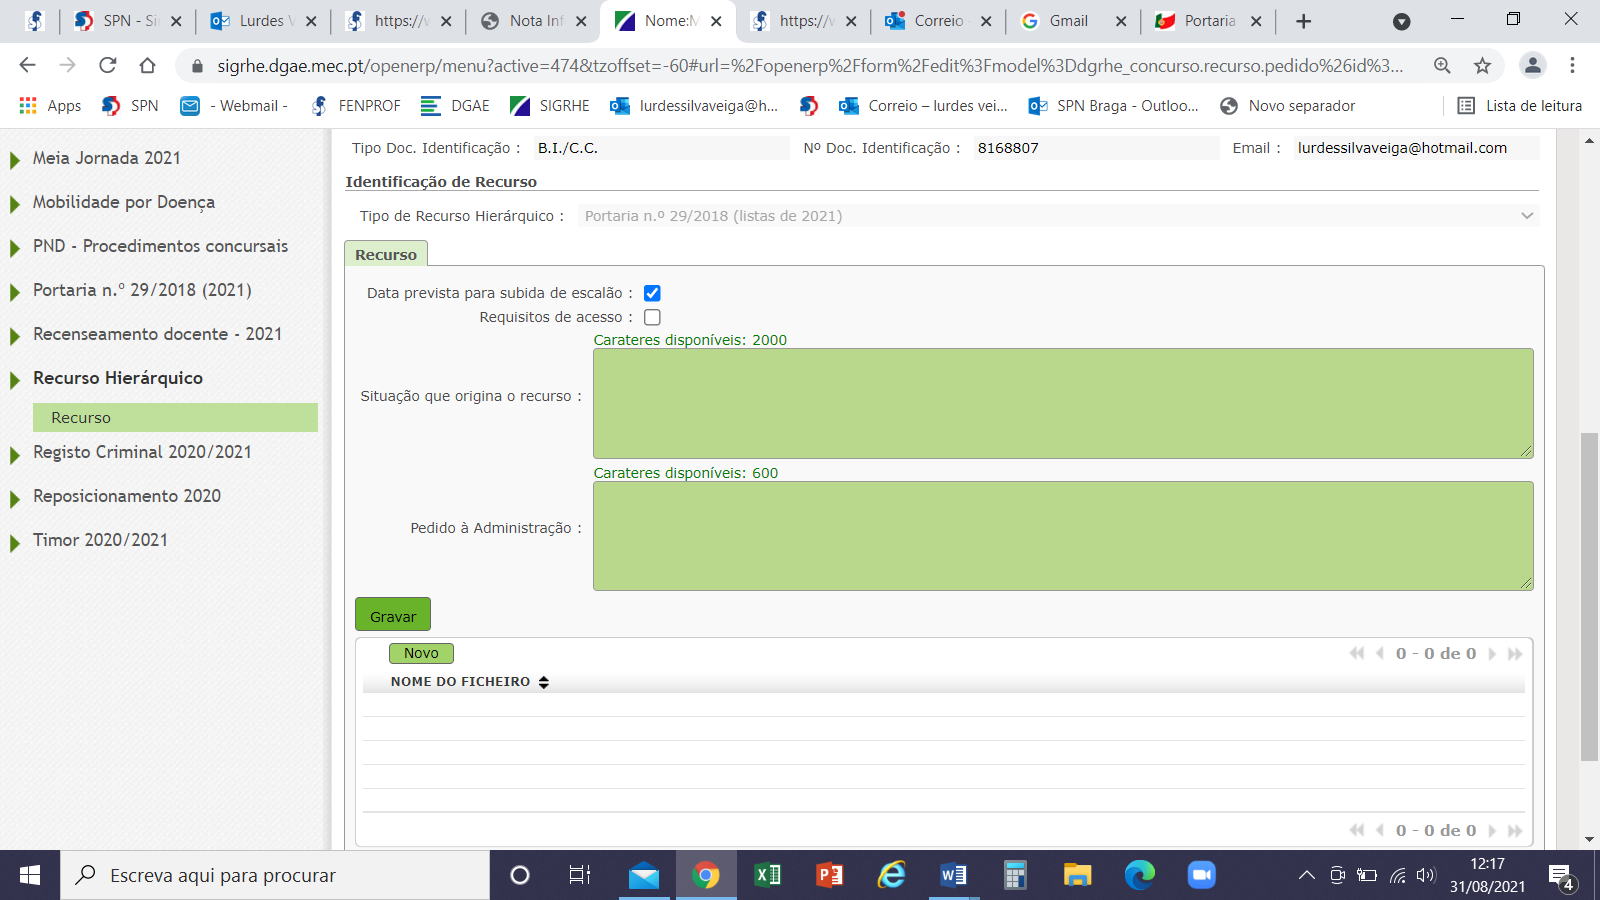 SPN - Si
Lurdes V
https://w
Nota Inf
Nome:M
https://w
Correio
Gmail
Portaria
sigrhe.dgae.mec.pt/openerp/menu?active=474&tzoffset=-60#url=%2Fopenerp%2Fform%2Fedit%3Fmodel%3Ddgrhe_concurso.recurso.pedido%26id%3...
Apps
SPN
- Webmail -
FENPROF
DGAE
SIGRHE
lurdessilvaveiga@h...
Correio – lurdes vei...
SPN Braga - Outloo...
Novo separador
Lista de leitura
Meia Jornada 2021
Mobilidade por Doença
PND - Procedimentos concursais
Portaria n.º 29/2018 (2021)
Recenseamento docente - 2021
Recurso Hierárquico
Recurso
Registo Criminal 2020/2021
Reposicionamento 2020
Timor 2020/2021
Tipo Doc. Identificação : B.I./C.C. Nº Doc. Identificação : 8168807 Email : lurdessilvaveiga@hotmail.com
Identificação de Recurso
Tipo de Recurso Hierárquico : Portaria n.º 29/2018 (listas de 2021)
Recurso
Data prevista para subida de escalão :
Requisitos de acesso :
Carateres disponíveis: 2000
Situação que origina o recurso :
Carateres disponíveis: 600
Pedido à Administração :
Gravar
Novo
0 - 0 de 0
NOME DO FICHEIRO
0 - 0 de 0
Escreva aqui para procurar
12:17
31/08/2021
4